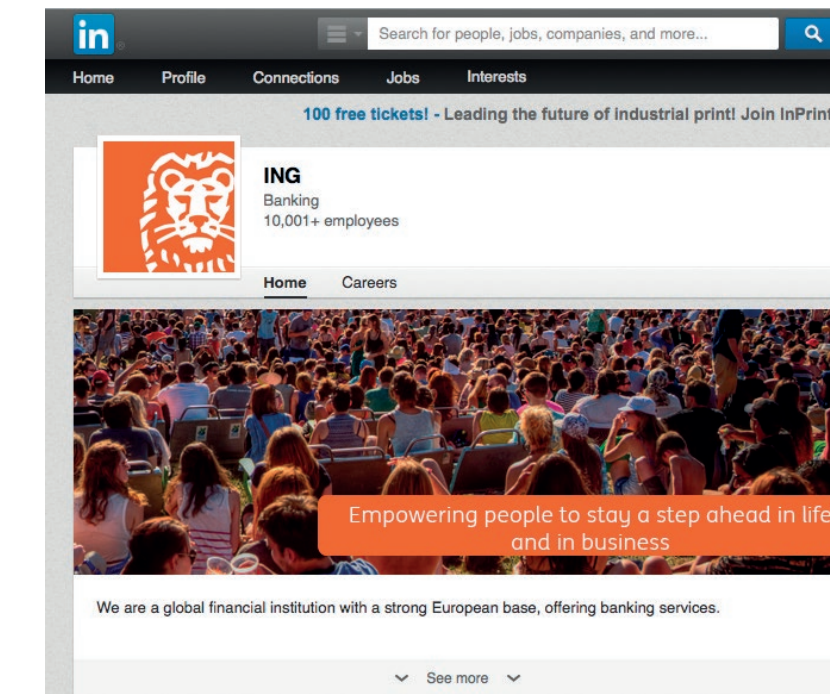 in
Search for people, jobs, companies, and more...
Home Profile Connections Jobs Interests
100 free tickets! - Leading the future of industrial print! Join InPrint
ING
Banking
10,001+ employees
Home Careers
Empowering people to stay a step ahead in life
and in business
We are a global financial institution with a strong European base, offering banking services.
See more